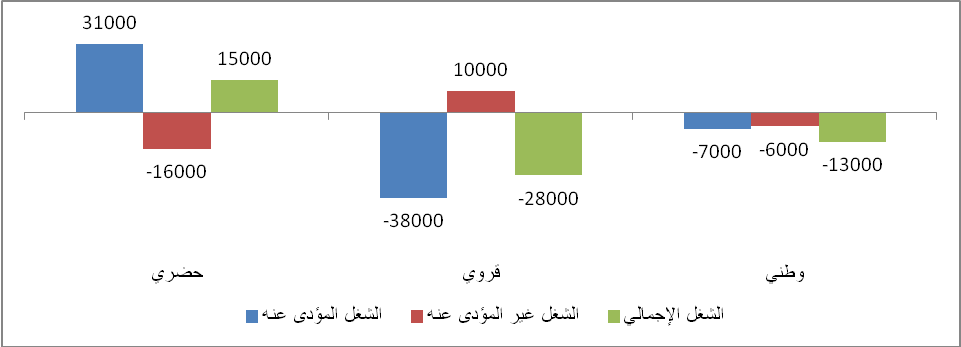 31000
15000
10000
-7000
-6000
-13000
-16000
-38000
-28000
حضري
قروي
وطني
الشغل المؤدى عنه
الشغل غير المؤدى عنه
الشغل الإجمالي